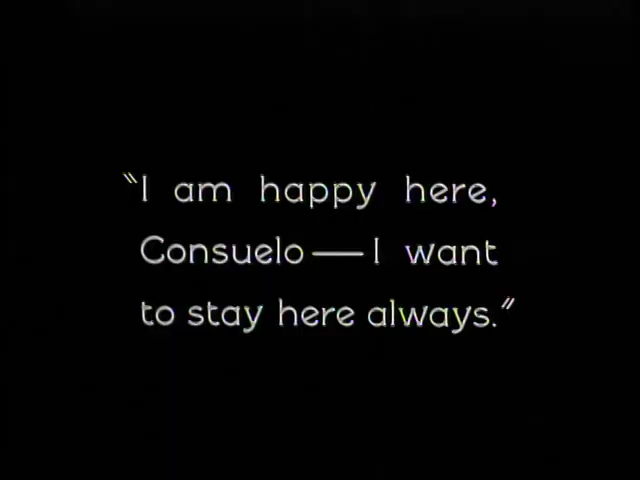 “I am happy here,
Consuelo — I want
to stay here always.”